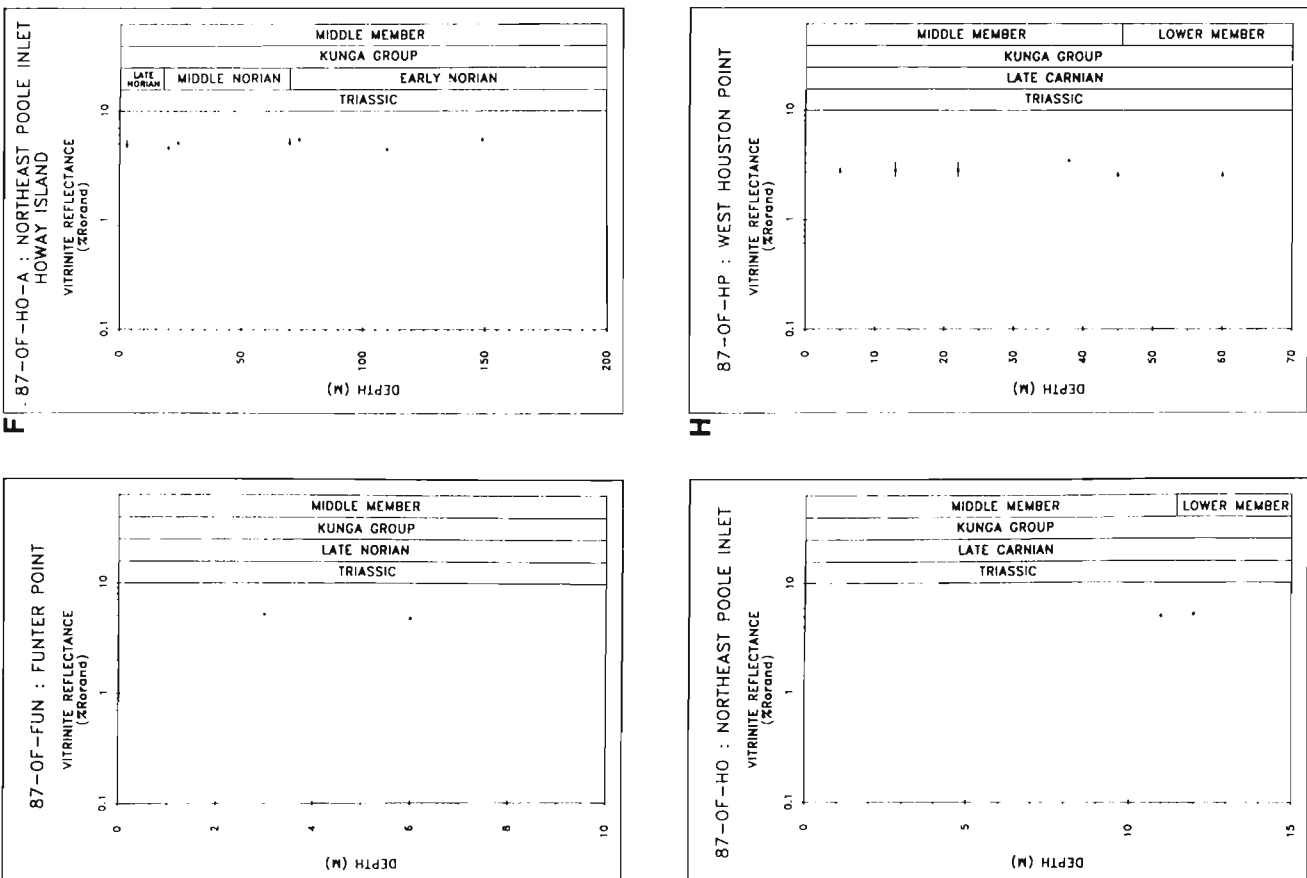 F
87-OF-HO-A : NORTHEAST POOLE INLET
HOWAY ISLAND
VITRINITE REFLECTANCE
(%Rorand)
0.1
1
10
MIDDLE MEMBER
KUNGA GROUP
LATE
NORIAN
MIDDLE NORIAN
EARLY NORIAN
TRIASSIC
0
50
100
150
200
DEPTH (M)
H
87-OF-HP : WEST HOUSTON POINT
VITRINITE REFLECTANCE
(%Rorand)
0.1
1
10
MIDDLE MEMBER
LOWER MEMBER
KUNGA GROUP
LATE CARNIAN
TRIASSIC
0
10
20
30
40
50
60
70
DEPTH (M)
87-OF-FUN : FUNTER POINT
VITRINITE REFLECTANCE
(%Rorand)
0.1
1
10
MIDDLE MEMBER
KUNGA GROUP
LATE NORIAN
TRIASSIC
0
2
4
6
8
10
DEPTH (M)
87-OF-HO : NORTHEAST POOLE INLET
VITRINITE REFLECTANCE
(%Rorand)
0.1
1
10
MIDDLE MEMBER
LOWER MEMBER
KUNGA GROUP
LATE CARNIAN
TRIASSIC
0
5
10
15
DEPTH (M)